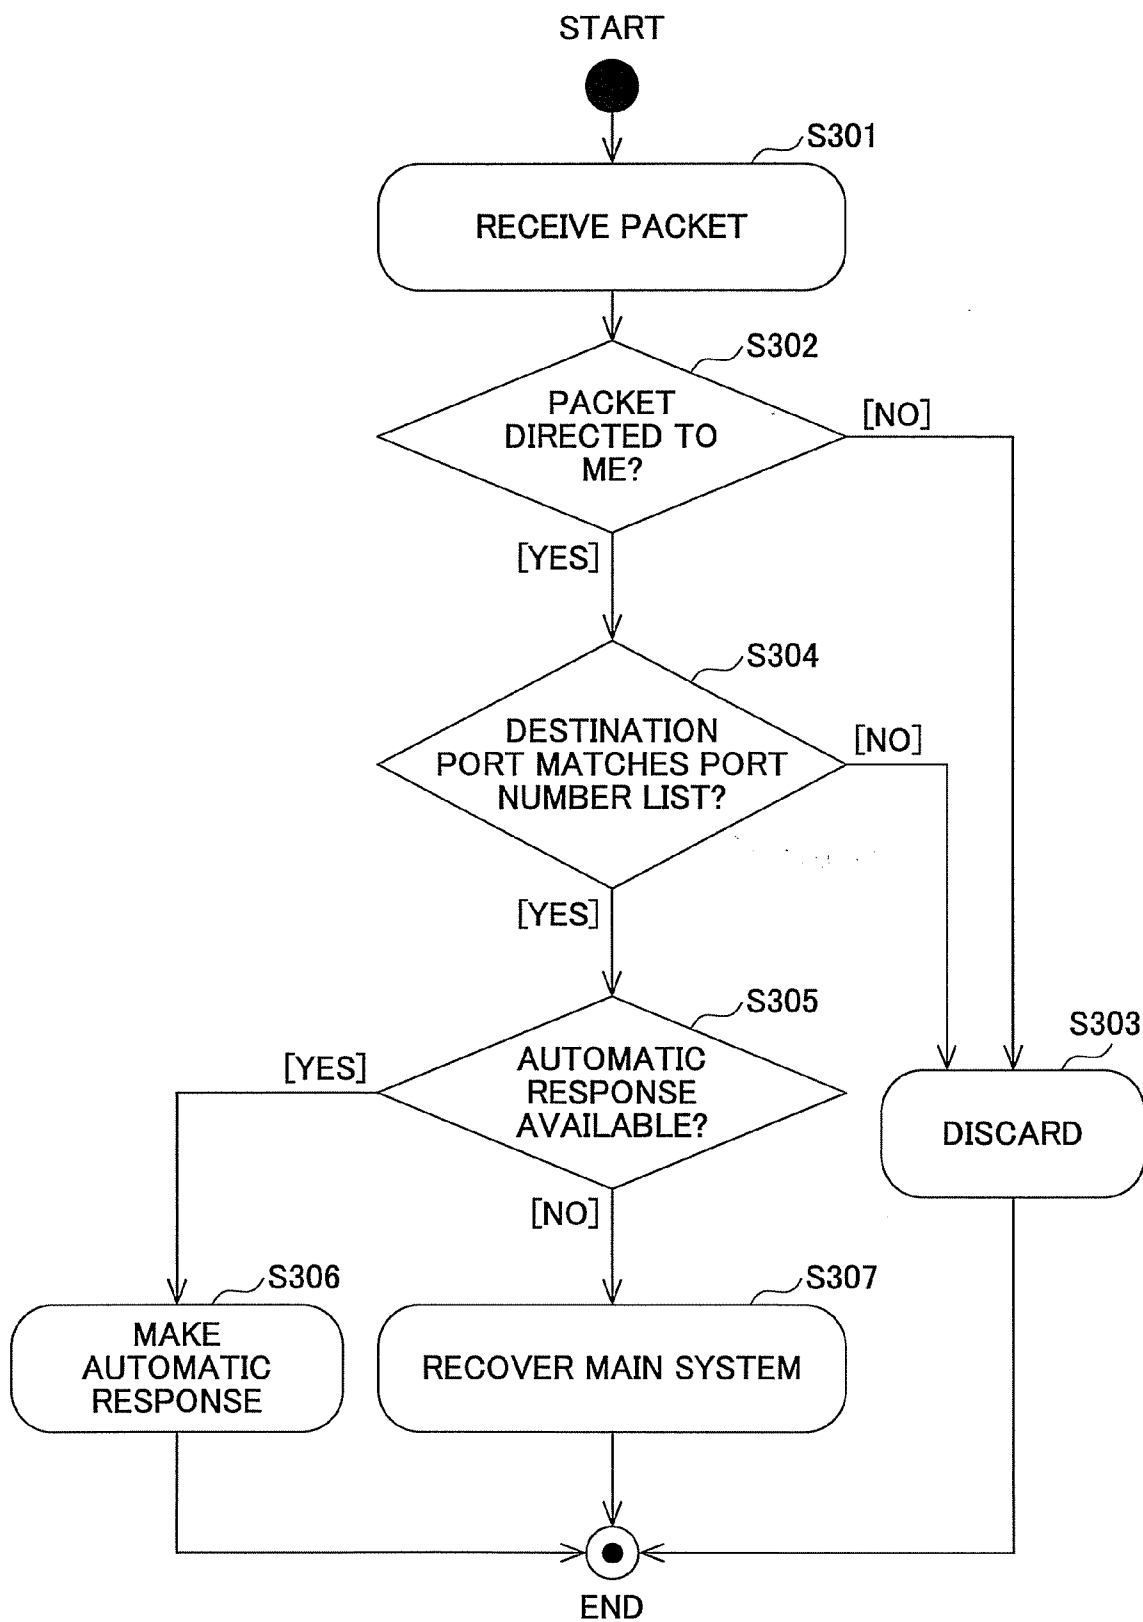 START
S301
RECEIVE PACKET
S302
PACKET
DIRECTED TO
ME?
[NO]
[YES]
S304
DESTINATION
PORT MATCHES PORT
NUMBER LIST?
[NO]
[YES]
S305
AUTOMATIC
RESPONSE
AVAILABLE?
[YES]
[NO]
S303
DISCARD
S306
MAKE
AUTOMATIC
RESPONSE
S307
RECOVER MAIN SYSTEM
END